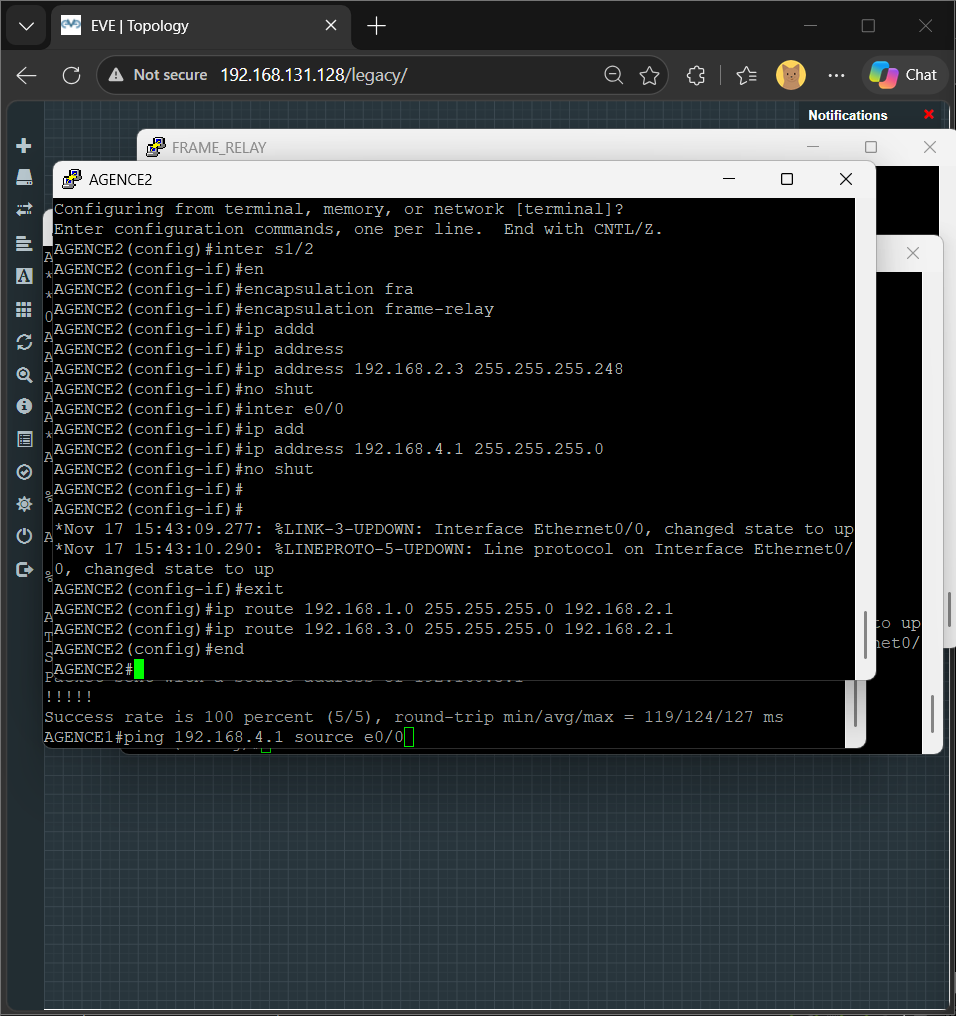 EVE | Topology
Not secure 192.168.131.128/legacy/
Chat
Notifications
FRAME_RELAY
AGENCE2
Configuring from terminal, memory, or network [terminal]?
Enter configuration commands, one per line.  End with CNTL/Z.
AGENCE2(config)#inter s1/2
AGENCE2(config-if)#en
AGENCE2(config-if)#encapsulation fra
AGENCE2(config-if)#encapsulation frame-relay
AGENCE2(config-if)#ip addd
AGENCE2(config-if)#ip address
AGENCE2(config-if)#ip address 192.168.2.3 255.255.255.248
AGENCE2(config-if)#no shut
AGENCE2(config-if)#inter e0/0
AGENCE2(config-if)#ip add
AGENCE2(config-if)#ip address 192.168.4.1 255.255.255.0
AGENCE2(config-if)#no shut
AGENCE2(config-if)#
AGENCE2(config-if)#
*Nov 17 15:43:09.277: %LINK-3-UPDOWN: Interface Ethernet0/0, changed state to up
*Nov 17 15:43:10.290: %LINEPROTO-5-UPDOWN: Line protocol on Interface Ethernet0/
0, changed state to up
AGENCE2(config-if)#exit
AGENCE2(config)#ip route 192.168.1.0 255.255.255.0 192.168.2.1
AGENCE2(config)#ip route 192.168.3.0 255.255.255.0 192.168.2.1
AGENCE2(config)#end
AGENCE2#
to up
net0/
!!!!!
Success rate is 100 percent (5/5), round-trip min/avg/max = 119/124/127 ms
AGENCE1#ping 192.168.4.1 source e0/0